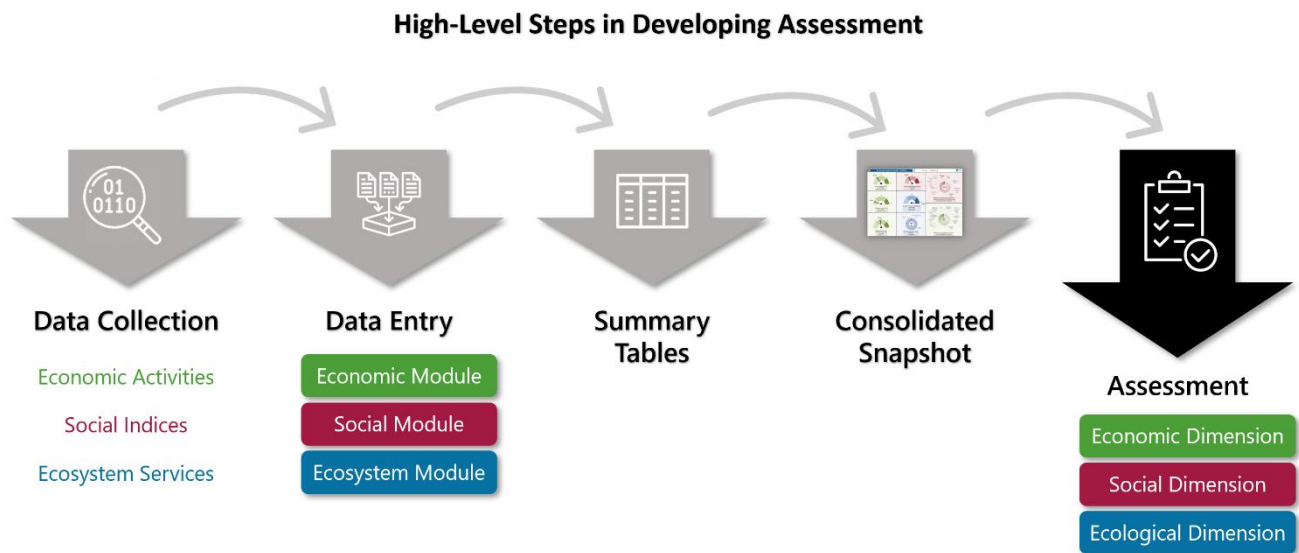 High-Level Steps in Developing Assessment
01
0110
Data Collection
Economic Activities
Social Indices
Ecosystem Services
Data Entry
Economic Module
Social Module
Ecosystem Module
Summary
Tables
Consolidated
Snapshot
Assessment
Economic Dimension
Social Dimension
Ecological Dimension